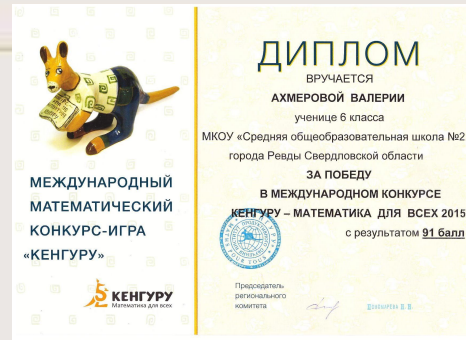 МЕЖДУНАРОДНЫЙ
МАТЕМАТИЧЕСКИЙ
КОНКУРС-ИГРА
«КЕНГУРУ»
КЕНГУРУ
Математика для всех
ДИПЛОМ
ВРУЧАЕТСЯ
АХМЕРОВОЙ ВАЛЕРИИ
ученице 6 класса
МКОУ «Средняя общеобразовательная школа №2
города Ревды Свердловской области
ЗА ПОБЕДУ
В МЕЖДУНАРОДНОМ КОНКУРСЕ
КЕНГУРУ – МАТЕМАТИКА ДЛЯ ВСЕХ 2015
с результатом 91 балл
Председатель
регионального
комитета